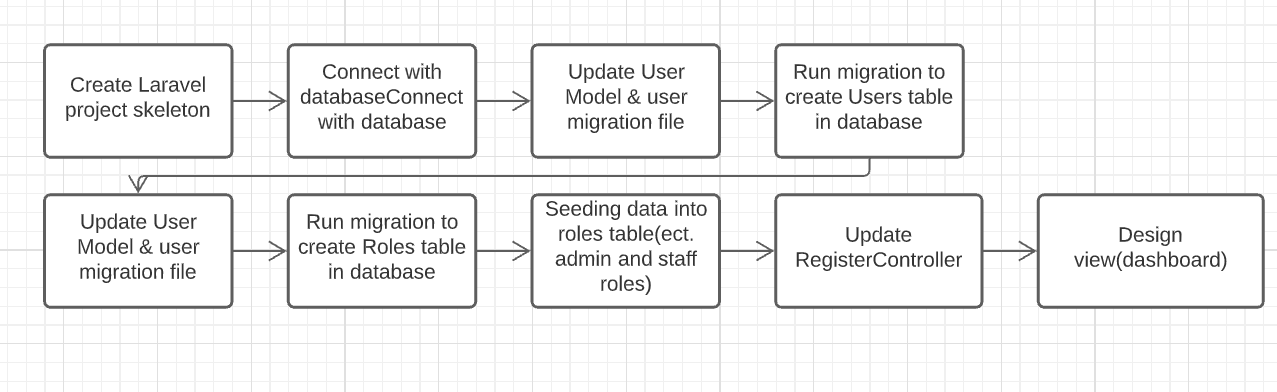 Create Laravel
project skeleton
Connect with
databaseConnect
with database
Update User
Model & user
migration file
Run migration to
create Users table
in database
Update User
Model & user
migration file
Run migration to
create Roles table
in database
Seeding data into
roles table(ect.
admin and staff
roles)
Update
RegisterController
Design
view(dashboard)